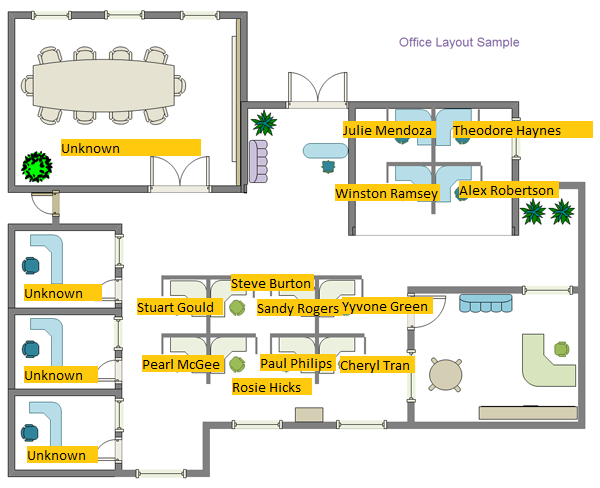 Office Layout Sample
Julie Mendoza
Theodore Haynes
Unknown
Winston Ramsey
Alex Robertson
Unknown
Steve Burton
Stuart Gould
Sandy Rogers
Yyvone Green
Unknown
Pearl McGee
Paul Philips
Cheryl Tran
Rosie Hicks
Unknown